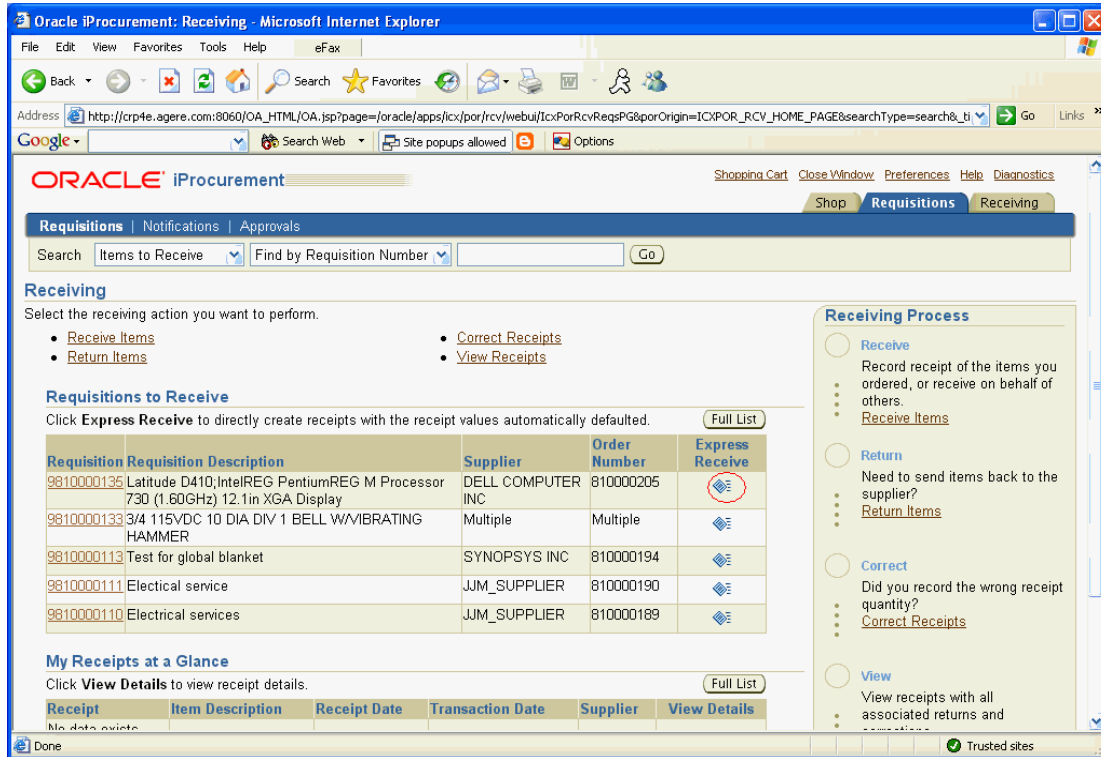 Oracle iProcurement: Receiving - Microsoft Internet Explorer
File Edit View Favorites Tools Help eFax
Back Search Favorites
Address http://crp4e.agere.com:8060/OA_HTML/OA.jsp?page=/oracle/apps/icx/por/rcv/webui/IcxPorRcvReqsPG&porOrigin=ICXPOR_RCV_HOME_PAGE&searchType=search&_ti Go Links »
Google Search Web Site popups allowed Options
ORACLE iProcurement
Shopping Cart Close Window Preferences Help Diagnostics
Shop Requisitions Receiving
Requisitions | Notifications | Approvals
Search Items to Receive Find by Requisition Number Go
Receiving
Select the receiving action you want to perform.
• Receive Items
• Return Items
• Correct Receipts
• View Receipts
Requisitions to Receive
Click Express Receive to directly create receipts with the receipt values automatically defaulted. Full List
Requisition Requisition Description Supplier Order Number Express Receive
9810000135 Latitude D410;IntelREG PentiumREG M Processor DELL COMPUTER 810000205
730 (1.60GHz) 12.1in XGA Display INC
9810000133 3/4 115VDC 10 DIA DIV 1 BELL W/VIBRATING Multiple Multiple
HAMMER
9810000113 Test for global blanket SYNOPSYS INC 810000194
9810000111 Electical service JJM_SUPPLIER 810000190
9810000110 Electrical services JJM_SUPPLIER 810000189
My Receipts at a Glance
Click View Details to view receipt details. Full List
Receipt Item Description Receipt Date Transaction Date Supplier View Details
No data exists
Receiving Process
Receive
Record receipt of the items you
ordered, or receive on behalf of
others.
Receive Items
Return
Need to send items back to the
supplier?
Return Items
Correct
Did you record the wrong receipt
quantity?
Correct Receipts
View
View receipts with all
associated returns and
corrections
Done Trusted sites